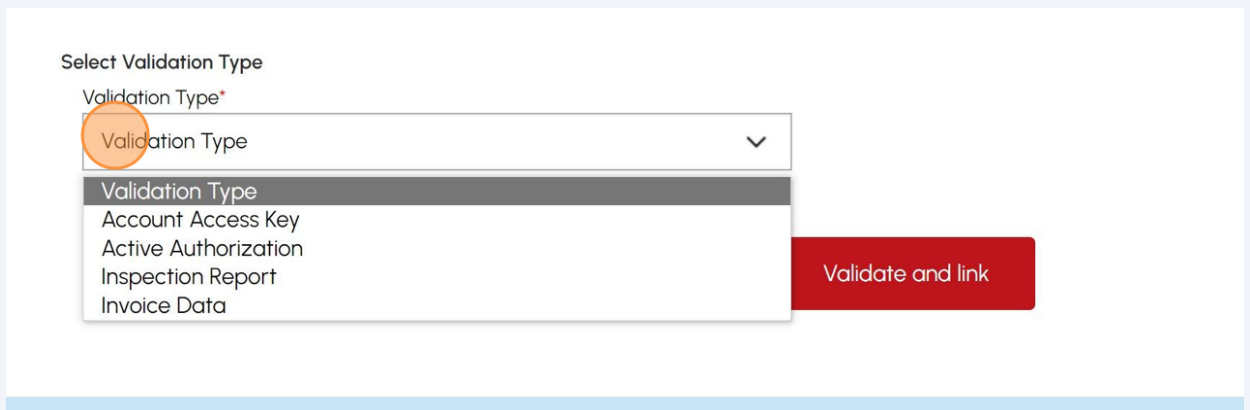 Select Validation Type
Validation Type*
Validation Type
Validation Type
Account Access Key
Active Authorization
Inspection Report
Invoice Data
Validate and link